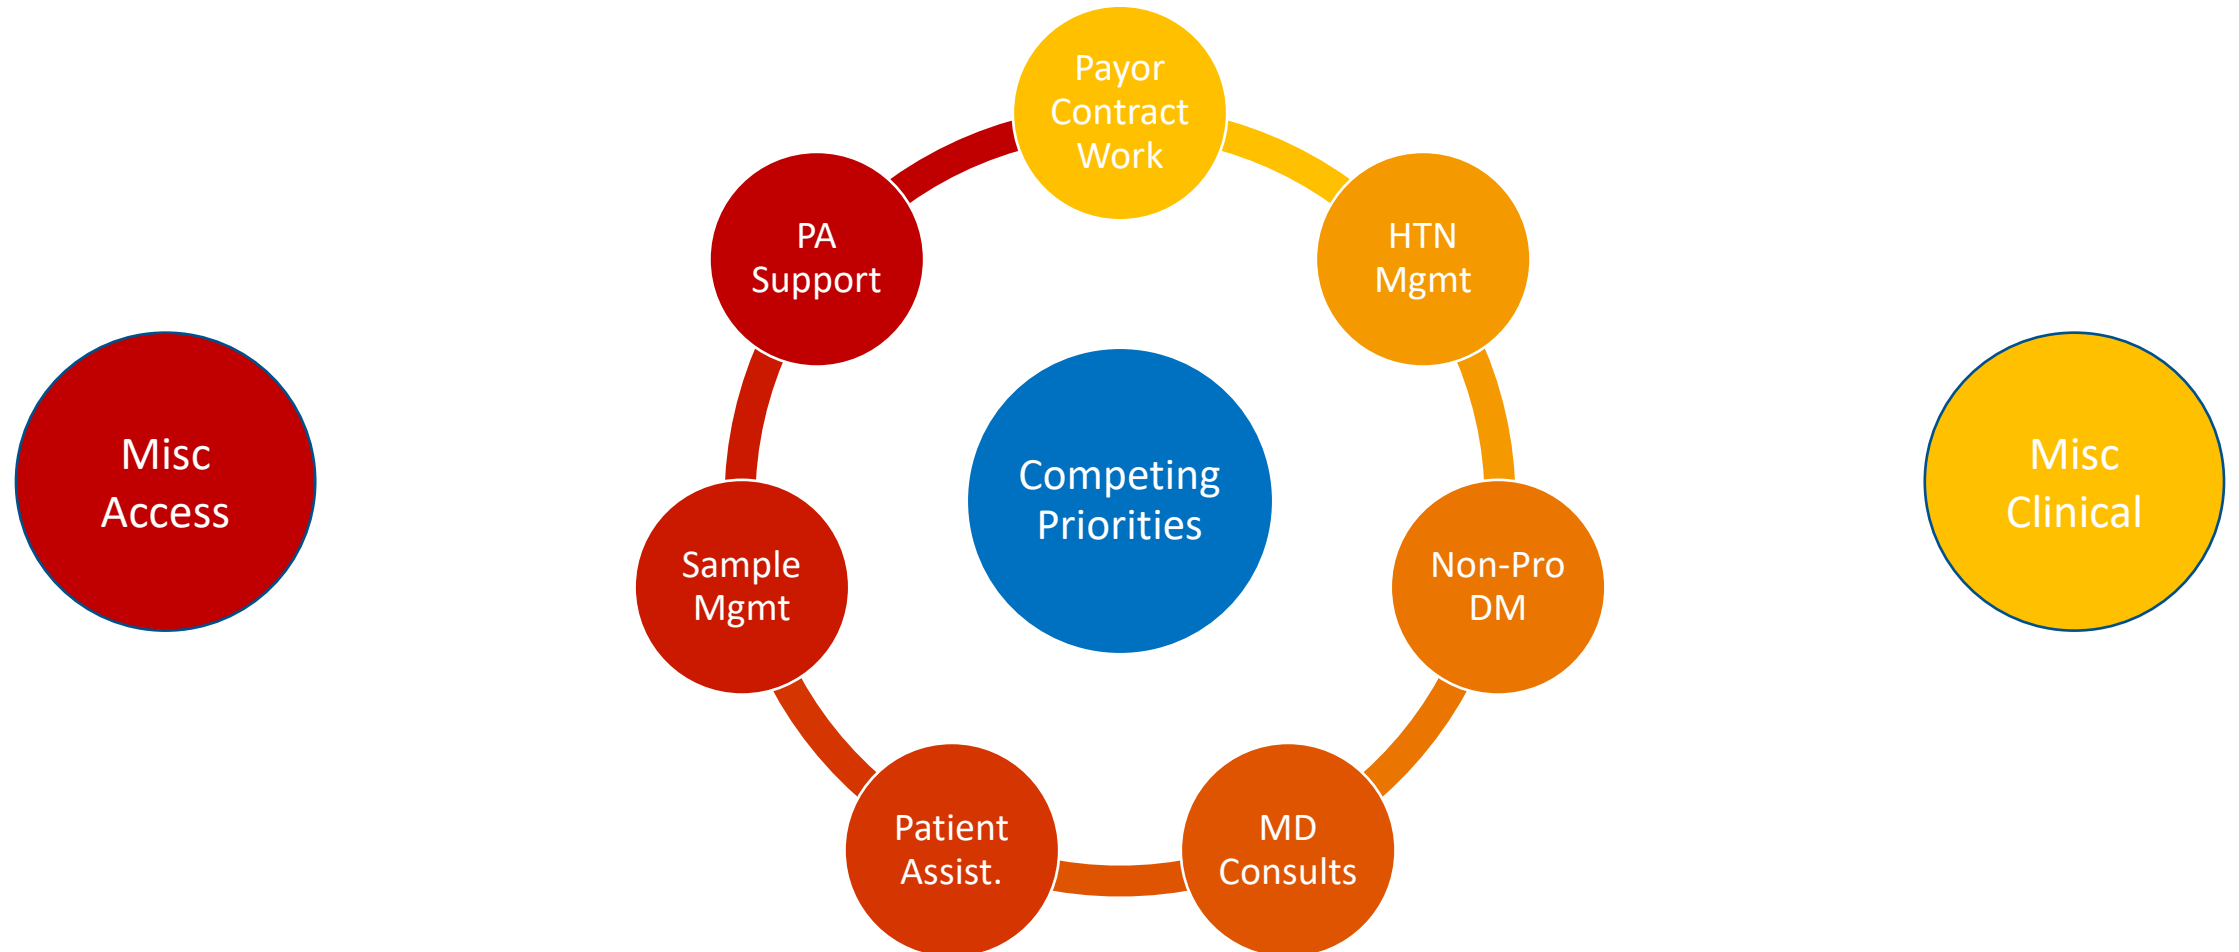 Payor
Contract
Work
PA
Support
HTN
Mgmt
Misc
Access
Competing
Priorities
Misc
Clinical
Sample
Mgmt
Non-Pro
DM
Patient
Assist.
MD
Consults